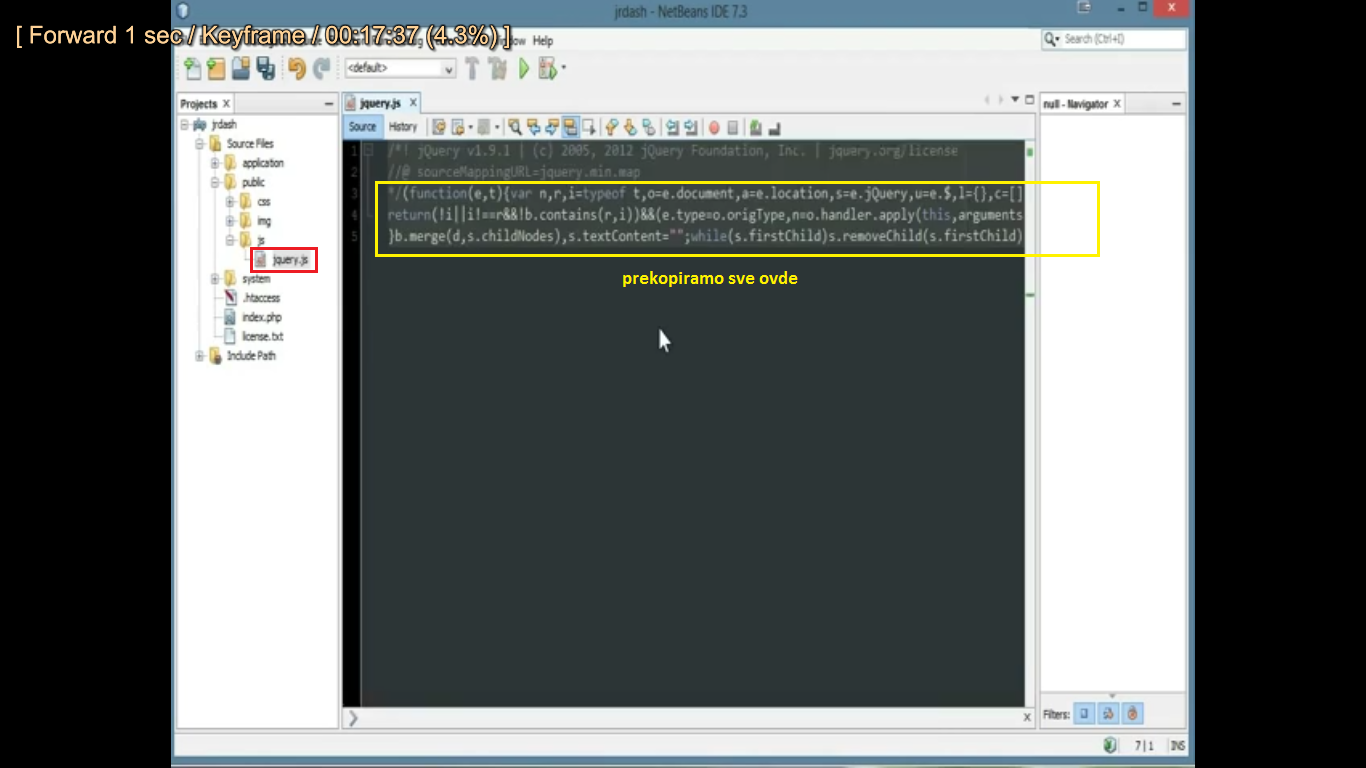 jrdash - NetBeans IDE 7.3
[ Forward 1 sec / Keyframe / 00:17:37 (4.3%) ]
Help
Search (Ctrl+I)
<default>
Projects X
jquery.js X
null - Navigator X
Source History
jrdash
Source Files
application
public
css
img
js
jquery.js
system
.htaccess
index.php
license.txt
Include Path
1 /*! jQuery v1.9.1 | (c) 2005, 2012 jQuery Foundation, Inc. | jquery.org/license
2 //@ sourceMappingURL=jquery.min.map
3 */(function(e,t){var n,r,i=typeof t,o=e.document,a=e.location,s=e.jQuery,u=e.$,l={},c=[]
4 return(!i||i!==r&&!b.contains(r,i))&&(e.type=o.origType,n=o.handler.apply(this,arguments
5 }b.merge(d,s.childNodes),s.textContent="";while(s.firstChild)s.removeChild(s.firstChild)
prekopiramo sve ovde
Filters:
7|1 INS